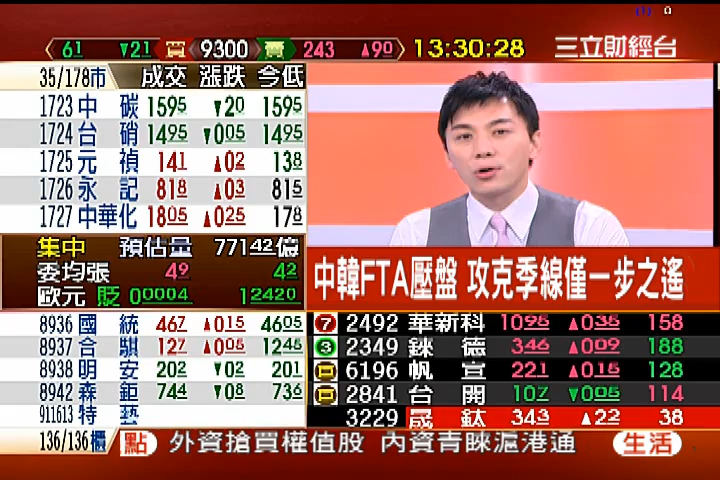 61 ▼21 買 9300 賣 243 ▲90 13:30:28 三立財經台
35/178市 成交 漲跌 今低
1723 中碳 1595 ▼20 1595
1724 台硝 1495 ▼005 1495
1725 元禎 141 ▲02 138
1726 永記 818 ▲03 815
1727 中華化 1805 ▲025 178
集中 預估量 77142億
委均張 49 42
歐元 貶 00004 12420
中韓FTA壓盤 攻克季線僅一步之遙
8936 國統 467 ▲015 4605
8937 合騏 127 ▲005 1245
8938 明安 202 ▼02 201
8942 森鉅 744 ▼08 736
911613 特藝
136/136櫃
7 2492 華新科 1095 ▲035 158
3 2349 錸德 346 ▲009 188
6196 帆宣 221 ▲015 128
2841 台開 107 ▼005 114
3229 晟鈦 343 ▲22 38
點 外資搶買權值股 內資青睞滬港通 生活